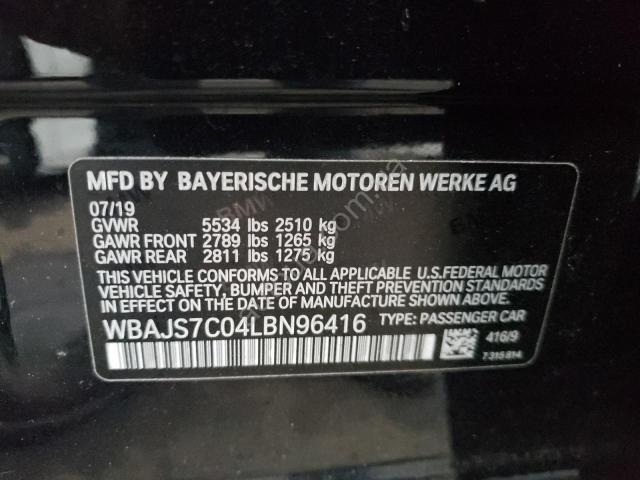 MFD BY BAYERISCHE MOTOREN WERKE AG
07/19
GVWR 5534 lbs 2510 kg
GAWR FRONT 2789 lbs 1265 kg
GAWR REAR 2811 lbs 1275 kg
THIS VEHICLE CONFORMS TO ALL APPLICABLE U.S.FEDERAL MOTOR
VEHICLE SAFETY, BUMPER AND THEFT PREVENTION STANDARDS
IN EFFECT ON THE DATE OF MANUFACTURE SHOWN ABOVE.
WBAJS7C04LBN96416 TYPE: PASSENGER CAR
416/9
7 315 814